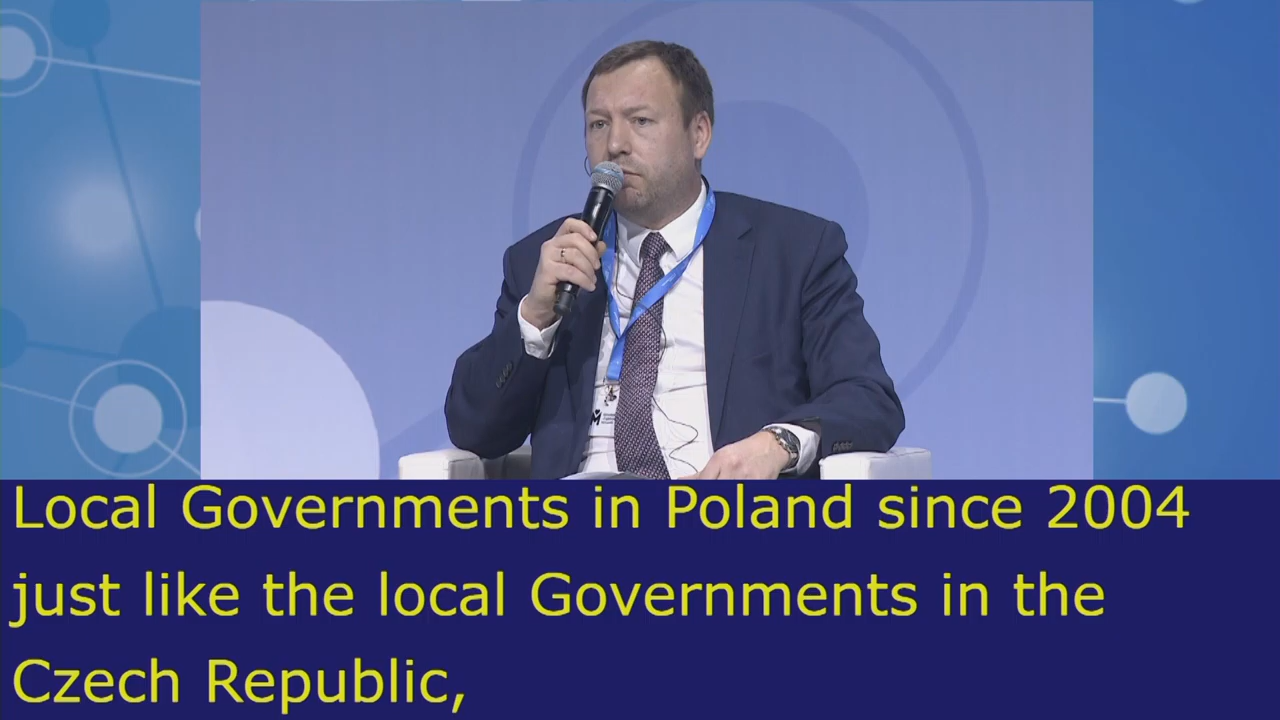 Local Governments in Poland since 2004
just like the local Governments in the
Czech Republic,